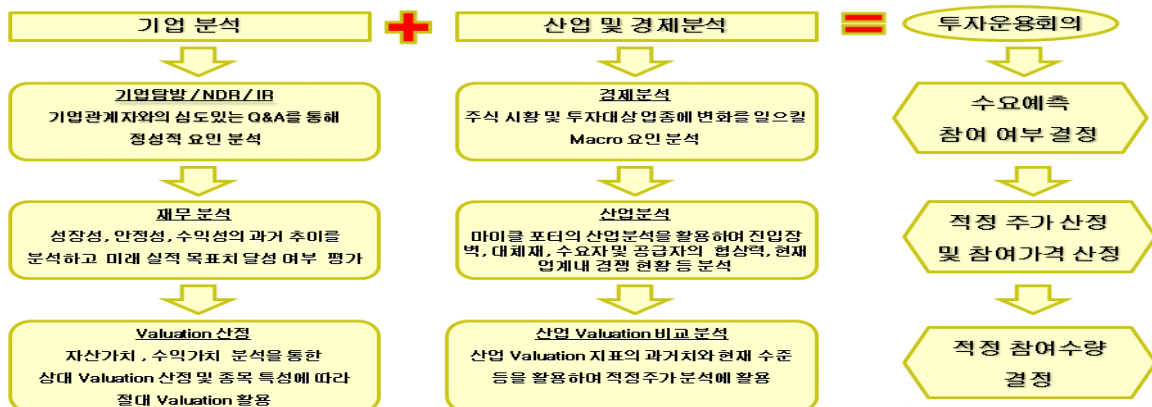 기업 분석
기업탐방 / NDR / IR
기업관계자와의 심도있는 Q&A를 통해
정성적 요인 분석
재무 분석
성장성, 안정성, 수익성의 과거 추이를
분석하고 미래 실적 목표치 달성 여부 평가
Valuation 산정
자산가치 , 수익가치 분석을 통한
상대 Valuation 산정 및 종목 특성에 따라
절대 Valuation 활용
산업 및 경제분석
경제분석
주식 시황 및 투자대상 업종에 변화를 일으킬
Macro 요인 분석
산업분석
마이클 포터의 산업분석을 활용하여 진입장
벽, 대체재, 수요자 및 공급자의 협상력, 현재
업계내 경쟁 현황 등 분석
산업 Valuation 비교 분석
산업 Valuation 지표의 과거치와 현재 수준
등을 활용하여 적정주가 분석에 활용
투자운용회의
수요예측
참여 여부 결정
적정 주가 산정
및 참여가격 산정
적정 참여수량
결정